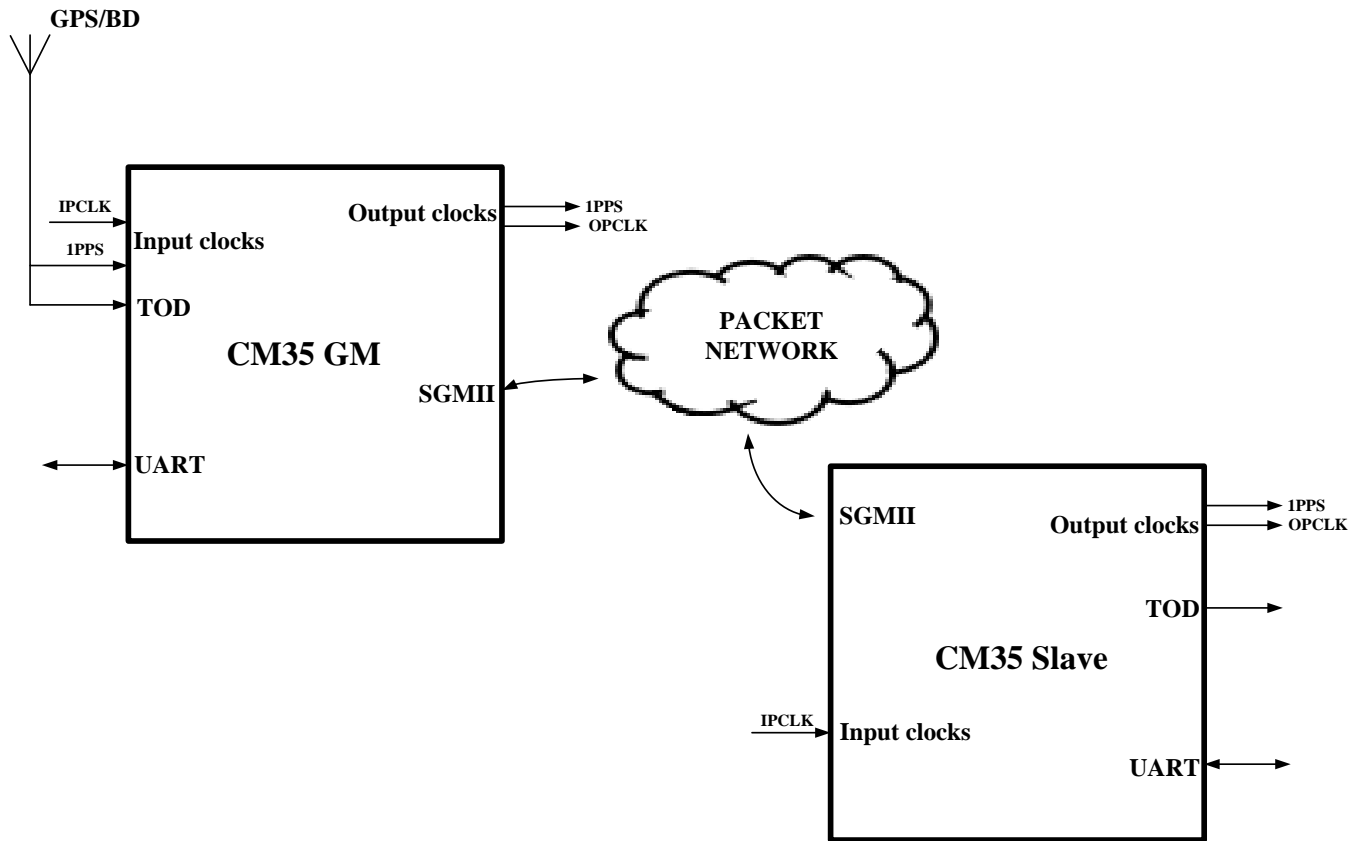 GPS/BD
IPCLK
Input clocks
1PPS
TOD
CM35 GM
UART
Output clocks
1PPS
OPCLK
SGMII
PACKET
NETWORK
SGMII
Output clocks
1PPS
OPCLK
TOD
CM35 Slave
IPCLK
Input clocks
UART